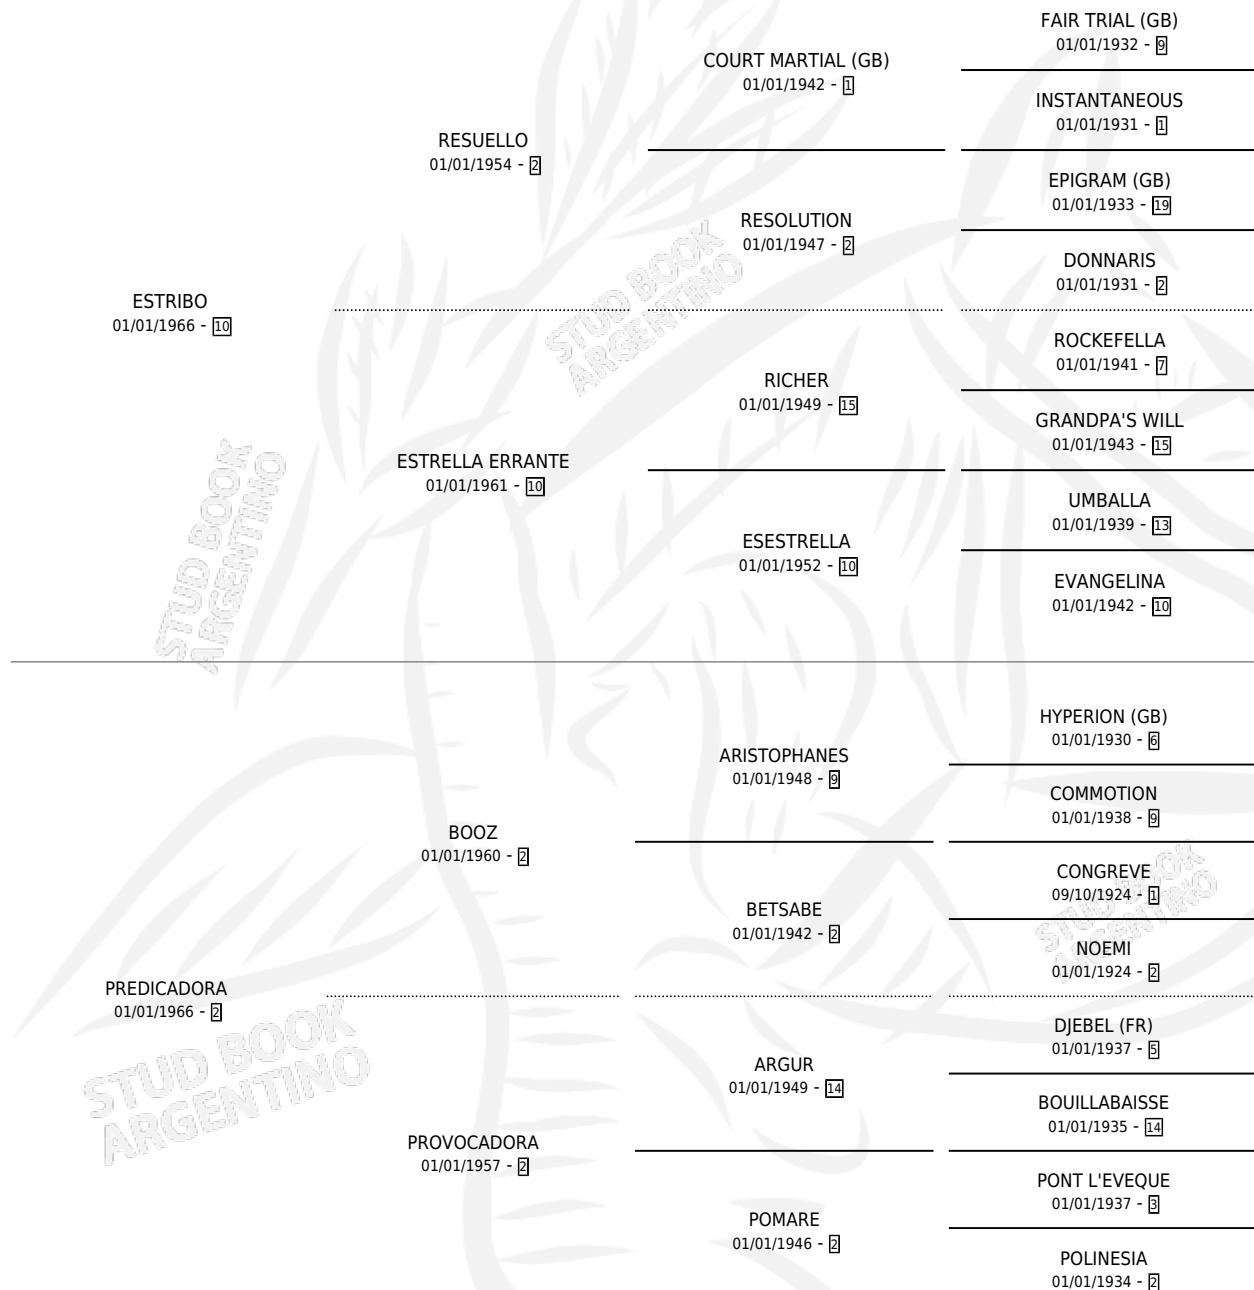 FAIR TRIAL (GB)
01/01/1932 - 9
COURT MARTIAL (GB)
01/01/1942 - 1
INSTANTANEOUS
01/01/1931 - 1
RESUELLO
01/01/1954 - 2
EPIGRAM (GB)
01/01/1933 - 19
RESOLUTION
01/01/1947 - 2
DONNARIS
01/01/1931 - 2
ESTRIBO
01/01/1966 - 10
ROCKEFELLA
01/01/1941 - 7
RICHER
01/01/1949 - 15
GRANDPA'S WILL
01/01/1943 - 15
ESTRELLA ERRANTE
01/01/1961 - 10
UMBALLA
01/01/1939 - 13
ESESTRELLA
01/01/1952 - 10
EVANGELINA
01/01/1942 - 10
HYPERION (GB)
01/01/1930 - 6
ARISTOPHANES
01/01/1948 - 9
COMMOTION
01/01/1938 - 9
BOOZ
01/01/1960 - 2
CONGREVE
09/10/1924 - 1
BETSABE
01/01/1942 - 2
NOEMI
01/01/1924 - 2
PREDICADORA
01/01/1966 - 2
DJEBEL (FR)
01/01/1937 - 5
ARGUR
01/01/1949 - 14
BOUILLABAISSE
01/01/1935 - 14
PROVOCADORA
01/01/1957 - 2
PONT L'EVEQUE
01/01/1937 - 3
POMARE
01/01/1946 - 2
POLINESIA
01/01/1934 - 2
STUD BOOK
ARGENTINO
STUD BOOK
ARGENTINO
STUD BOOK
ARGENTINO
STUD BOOK
ARGENTINO